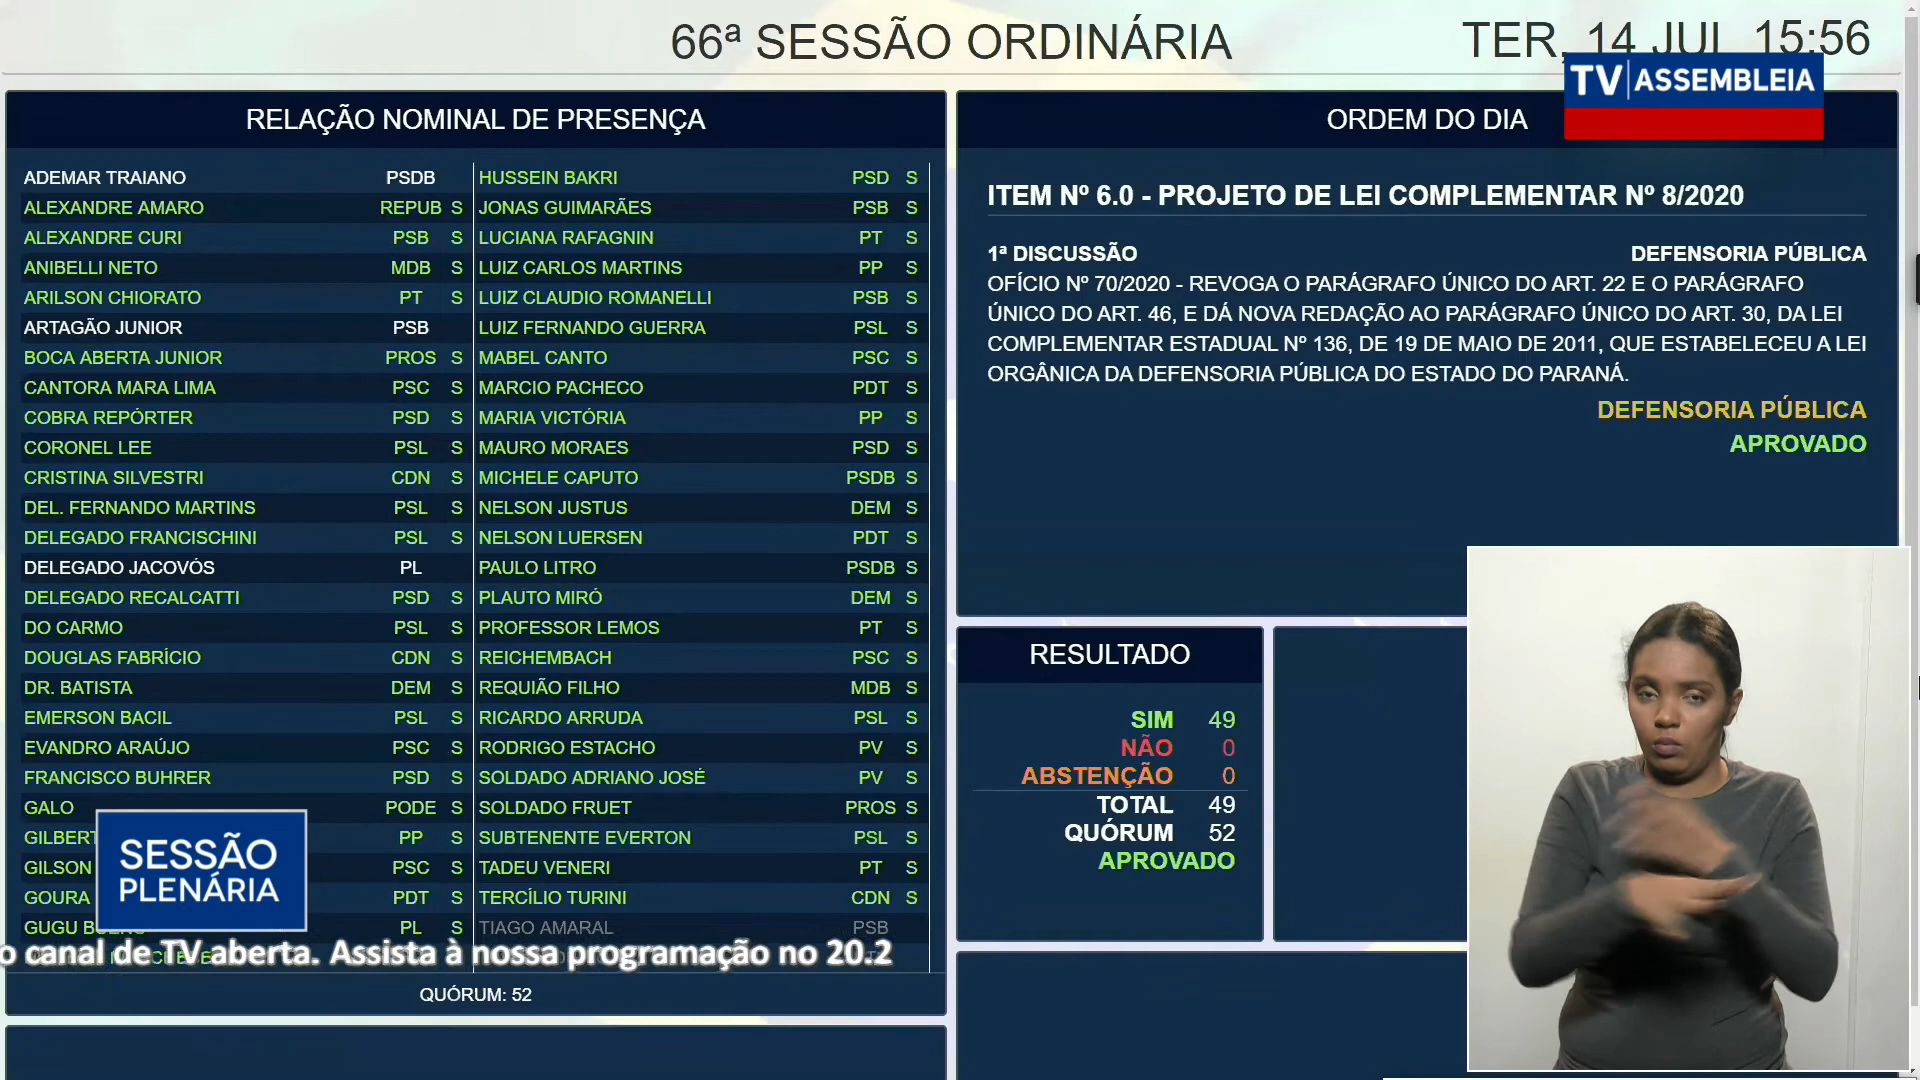 66ª SESSÃO ORDINÁRIA
TER, 14 JUL 15:56
TV ASSEMBLEIA
RELAÇÃO NOMINAL DE PRESENÇA
ADEMAR TRAIANO PSDB
ALEXANDRE AMARO REPUB S
ALEXANDRE CURI PSB S
ANIBELLI NETO MDB S
ARILSON CHIORATO PT S
ARTAGÃO JUNIOR PSB
BOCA ABERTA JUNIOR PROS S
CANTORA MARA LIMA PSC S
COBRA REPÓRTER PSD S
CORONEL LEE PSL S
CRISTINA SILVESTRI CDN S
DEL. FERNANDO MARTINS PSL S
DELEGADO FRANCISCHINI PSL S
DELEGADO JACOVÓS PL
DELEGADO RECALCATTI PSD S
DO CARMO PSL S
DOUGLAS FABRÍCIO CDN S
DR. BATISTA DEM S
EMERSON BACIL PSL S
EVANDRO ARAÚJO PSC S
FRANCISCO BUHRER PSD S
GALO PODE S
PP S
GILSON PSC S
GOURA PDT S
GUGU PL S
HUSSEIN BAKRI PSD S
JONAS GUIMARÃES PSB S
LUCIANA RAFAGNIN PT S
LUIZ CARLOS MARTINS PP S
LUIZ CLAUDIO ROMANELLI PSB S
LUIZ FERNANDO GUERRA PSL S
MABEL CANTO PSC S
MARCIO PACHECO PDT S
MARIA VICTÓRIA PP S
MAURO MORAES PSD S
MICHELE CAPUTO PSDB S
NELSON JUSTUS DEM S
NELSON LUERSEN PDT S
PAULO LITRO PSDB S
PLAUTO MIRÓ DEM S
PROFESSOR LEMOS PT S
REICHEMBACH PSC S
REQUIÃO FILHO MDB S
RICARDO ARRUDA PSL S
RODRIGO ESTACHO PV S
SOLDADO ADRIANO JOSÉ PV S
SOLDADO FRUET PROS S
SUBTENENTE EVERTON PSL S
TADEU VENERI PT S
TERCÍLIO TURINI CDN S
TIAGO AMARAL PSB
SESSÃO
PLENÁRIA
o canal de TV aberta. Assista à nossa programação no 20.2
QUÓRUM: 52
ORDEM DO DIA
ITEM Nº 6.0 - PROJETO DE LEI COMPLEMENTAR Nº 8/2020
1ª DISCUSSÃO DEFENSORIA PÚBLICA
OFÍCIO Nº 70/2020 - REVOGA O PARÁGRAFO ÚNICO DO ART. 22 E O PARÁGRAFO
ÚNICO DO ART. 46, E DÁ NOVA REDAÇÃO AO PARÁGRAFO ÚNICO DO ART. 30, DA LEI
COMPLEMENTAR ESTADUAL Nº 136, DE 19 DE MAIO DE 2011, QUE ESTABELECEU A LEI
ORGÂNICA DA DEFENSORIA PÚBLICA DO ESTADO DO PARANÁ.
DEFENSORIA PÚBLICA
APROVADO
RESULTADO
SIM 49
NÃO 0
ABSTENÇÃO 0
TOTAL 49
QUÓRUM 52
APROVADO